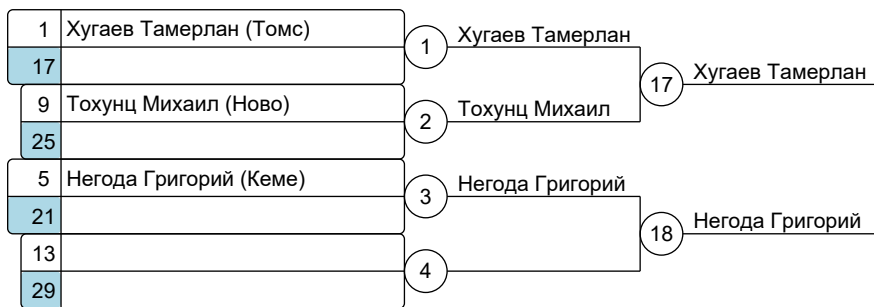 1 Хугаев Тамерлан (Томс)
17
9 Тохунц Михаил (Ново)
25
5 Негода Григорий (Кеме)
21
13
29
1 Хугаев Тамерлан
2 Тохунц Михаил
3 Негода Григорий
4
17 Хугаев Тамерлан
18 Негода Григорий